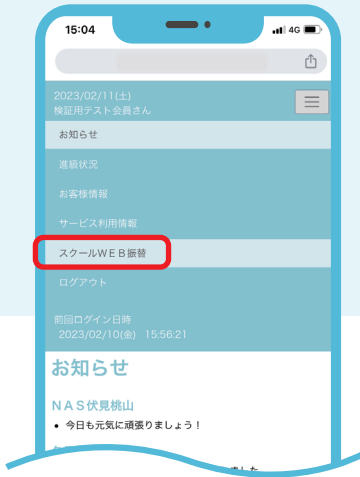 15:04
4G
2023/02/11(土)
検証用テスト会員さん
お知らせ
進級状況
お客様情報
サービス利用情報
スクールWEB振替
ログアウト
前回ログイン日時
2023/02/10(金) 15:56:21
お知らせ
NAS伏見桃山
• 今日も元気に頑張りましょう！
ました